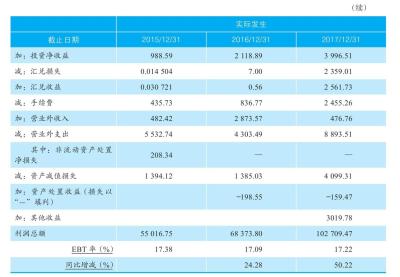 （续）
实际发生
截止日期 2015/12/31 2016/12/31 2017/12/31
加：投资净收益 988.59 2 118.89 3 996.51
减：汇兑损失 0.014 504 7.00 2 359.01
加：汇兑收益 0.030 721 0.56 2 561.73
减：手续费 435.73 836.77 2 455.26
加：营业外收入 482.42 2 873.57 476.76
减：营业外支出 5 532.74 4 303.49 8 893.51
其中：非流动资产处置
净损失 208.34 — —
减：资产减值损失 1 394.12 1 385.03 4 099.31
加：资产处置收益（损失以
“—”填列） −198.55 −159.47
加：其他收益 3019.78
利润总额 55 016.75 68 373.80 102 709.47
EBT 率（%） 17.38 17.09 17.22
同比增减（%） 24.28 50.22